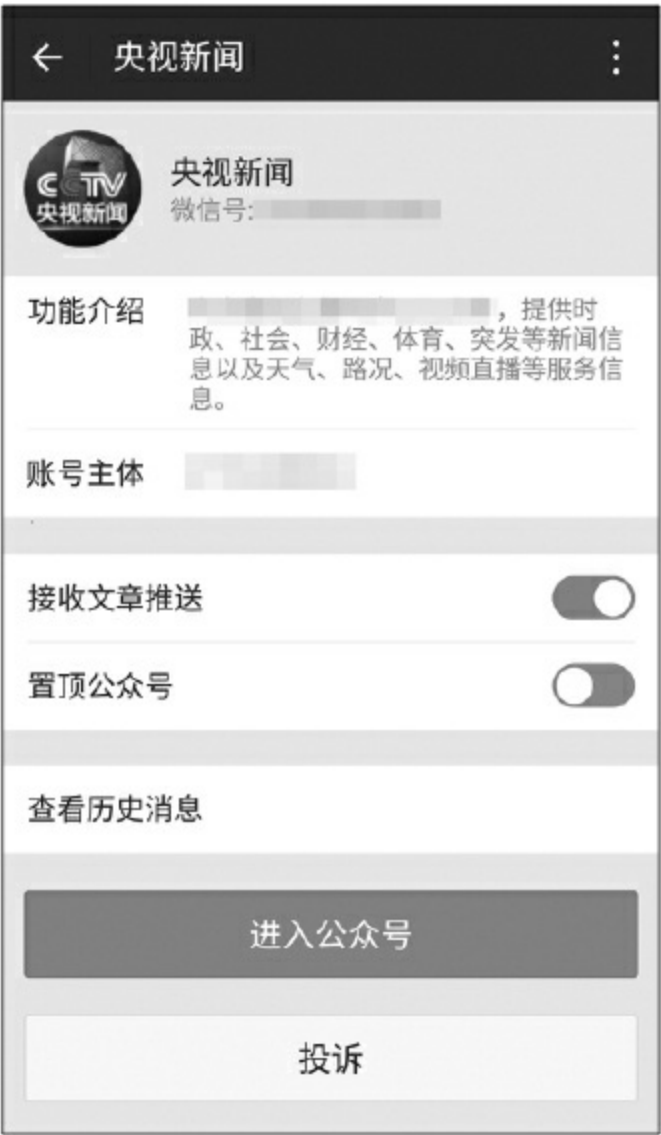 央视新闻
CCTV
央视新闻
央视新闻
微信号:
功能介绍
，提供时
政、社会、财经、体育、突发等新闻信
息以及天气、路况、视频直播等服务信
息。
账号主体
接收文章推送
置顶公众号
查看历史消息
进入公众号
投诉